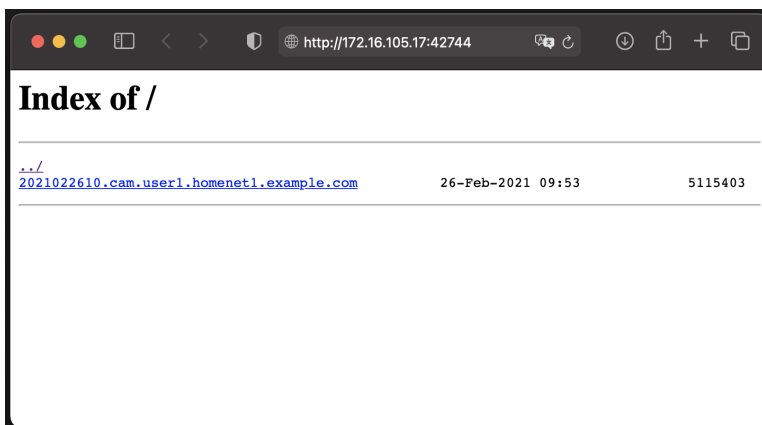 http://172.16.105.17:42744
Index of /
../
2021022610.cam.user1.homenet1.example.com 26-Feb-2021 09:53 5115403